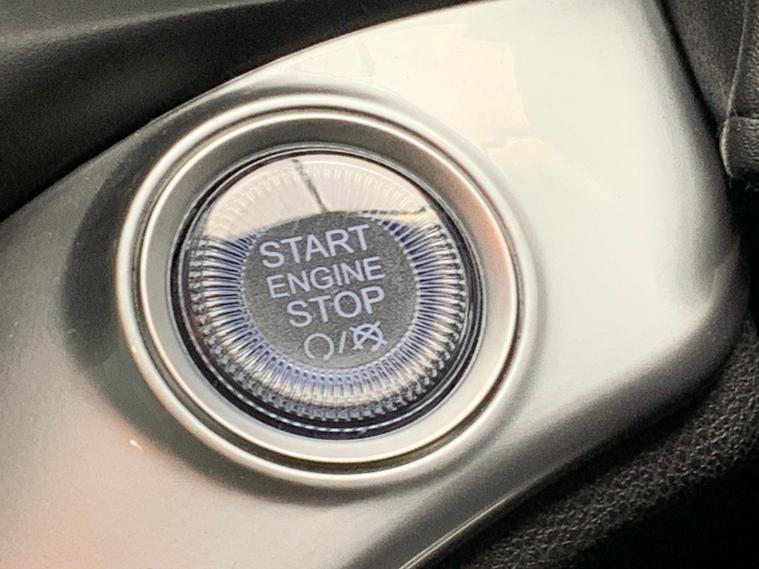 START
ENGINE
STOP
/